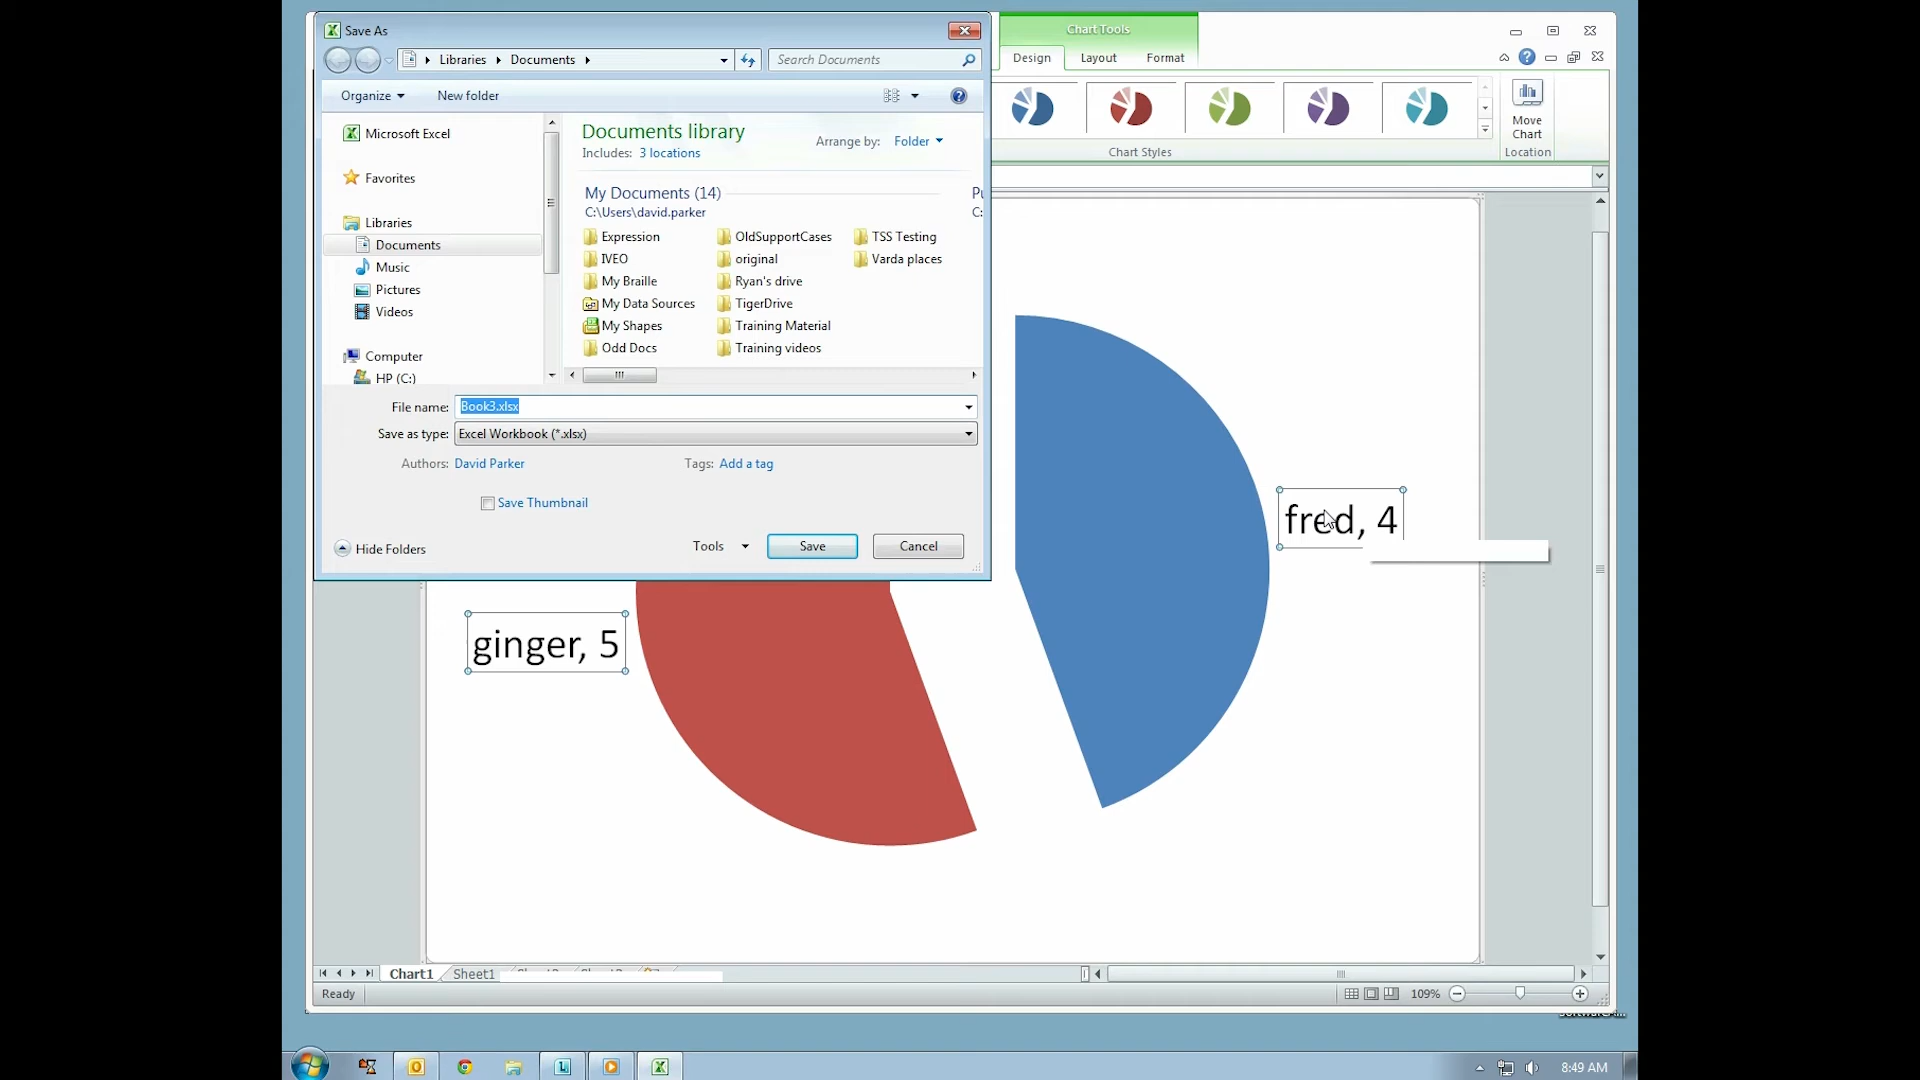 Save As
Libraries Documents
Search Documents
Organize
New folder
Microsoft Excel
Favorites
Libraries
Documents
Music
Pictures
Videos
Computer
HP (C:)
Documents library
Includes: 3 locations
Arrange by: Folder
My Documents (14)
C:\Users\david.parker
C:
Expression
IVEO
My Braille
My Data Sources
My Shapes
Odd Docs
OldSupportCases
original
Ryan's drive
TigerDrive
Training Material
Training videos
TSS Testing
Varda places
File name: Book3.xlsx
Save as type: Excel Workbook (*.xlsx)
Authors: David Parker
Tags: Add a tag
Save Thumbnail
Hide Folders
Tools
Save
Cancel
Chart Tools
Design
Layout
Format
Chart Styles
Move
Chart
Location
fred, 4
ginger, 5
Chart1
Sheet1
Ready
109%
8:49 AM